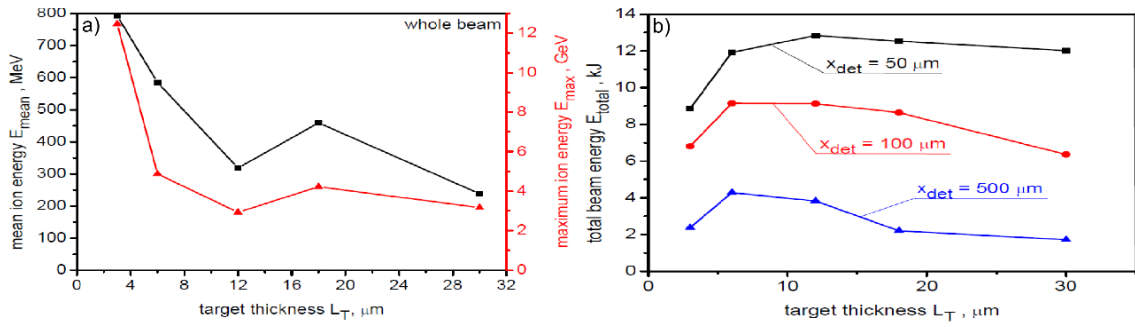 a)
whole beam
mean ion energy E_mean , MeV
800
700
600
500
400
300
200
100
0
0 4 8 12 16 20 24 28 32
target thickness L_T, μm
12
10
8
6
4
2
0
maximum ion energy E_max , GeV
b)
total beam energy E_total, kJ
14
12
10
8
6
4
2
0
x_det = 50 μm
x_det = 100 μm
x_det = 500 μm
0 10 20 30
target thickness L_T, μm